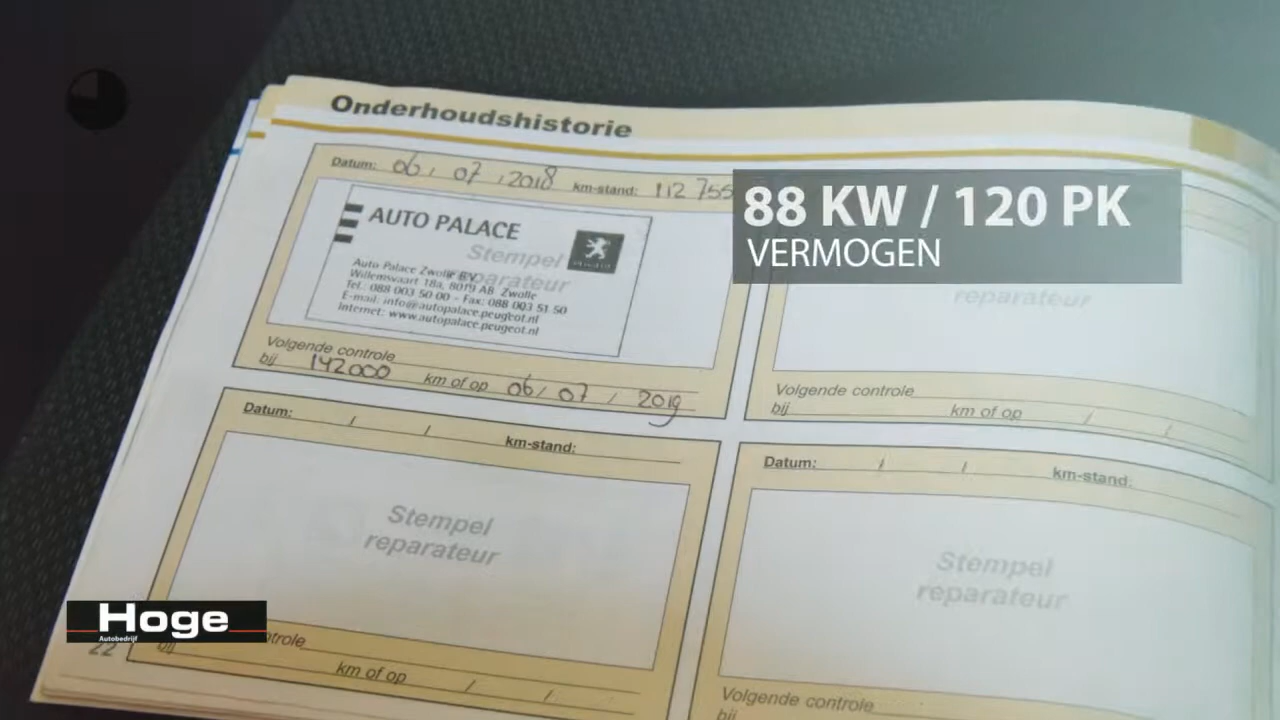 Onderhoudshistorie
Datum: 06 / 07 / 2018 km-stand: 112 755
AUTO PALACE
Stempel
reparateur
PEUGEOT
Auto Palace Zwolle B.V.
Willemsvaart 18a, 8019 AB Zwolle
Tel.: 088 003 50 00 - Fax: 088 003 51 50
E-mail: info@autopalace.peugeot.nl
Internet: www.autopalace.peugeot.nl
Volgende controle
bij 142000 km of op 06 / 07 / 2019
88 KW / 120 PK
VERMOGEN
reparateur
Volgende controle
bij km of op / /
Datum: / / km-stand:
Stempel
reparateur
controle
bij
km of op / /
Datum: / / km-stand:
Stempel
reparateur
Volgende controle
bij
Hoge
Autobedrijf
22